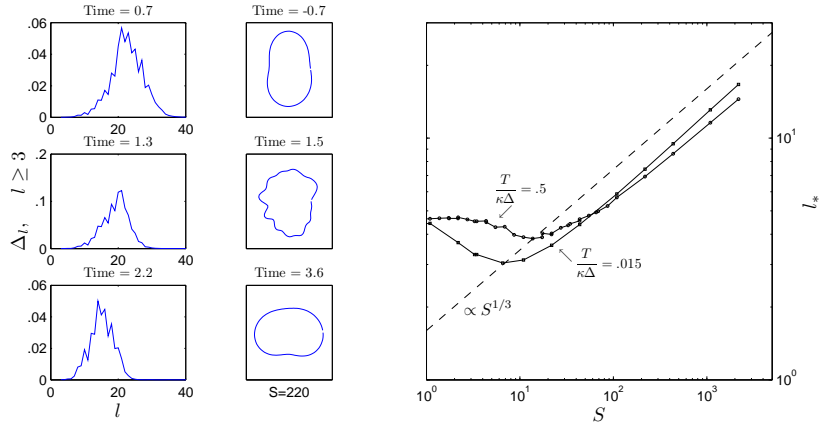 Time = 0.7
.06
.04
.02
0
0 20 40
Time = -0.7
Time = 1.3
.2
.1
0
0 20 40
Time = 1.5
Δ_l, l ≥ 3
Time = 2.2
.06
.04
.02
0
0 20 40
l
Time = 3.6
S=220
T/κΔ = .5
T/κΔ = .015
∝ S^{1/3}
10^1
10^0
l_*
10^0 10^1 10^2 10^3
S